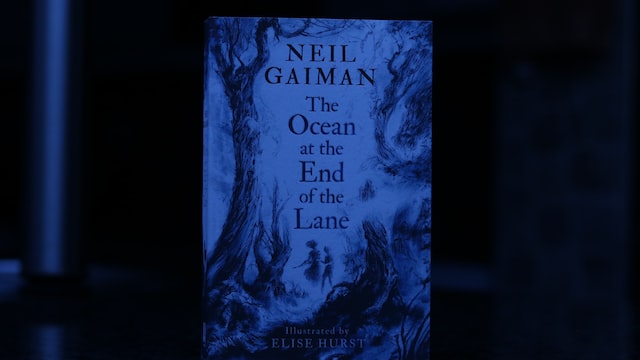 NEIL
GAIMAN
The
Ocean
at the
End
of the
Lane
Illustrated by
ELISE HURST